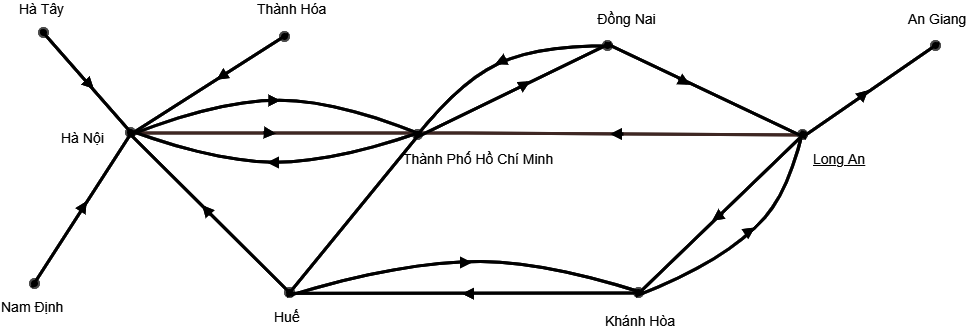 Hà Tây
Thành Hóa
Đồng Nai
An Giang
Hà Nội
Thành Phố Hồ Chí Minh
Long An
Nam Định
Huế
Khánh Hòa